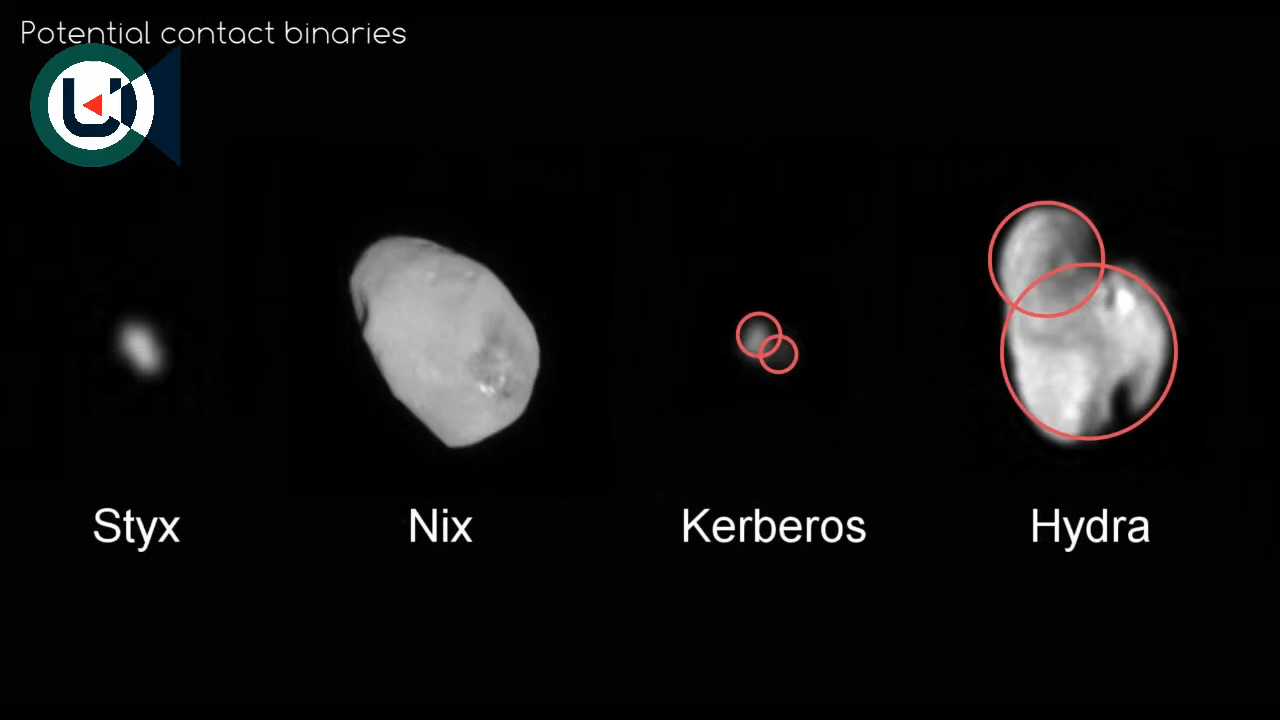 Potential contact binaries
Styx
Nix
Kerberos
Hydra